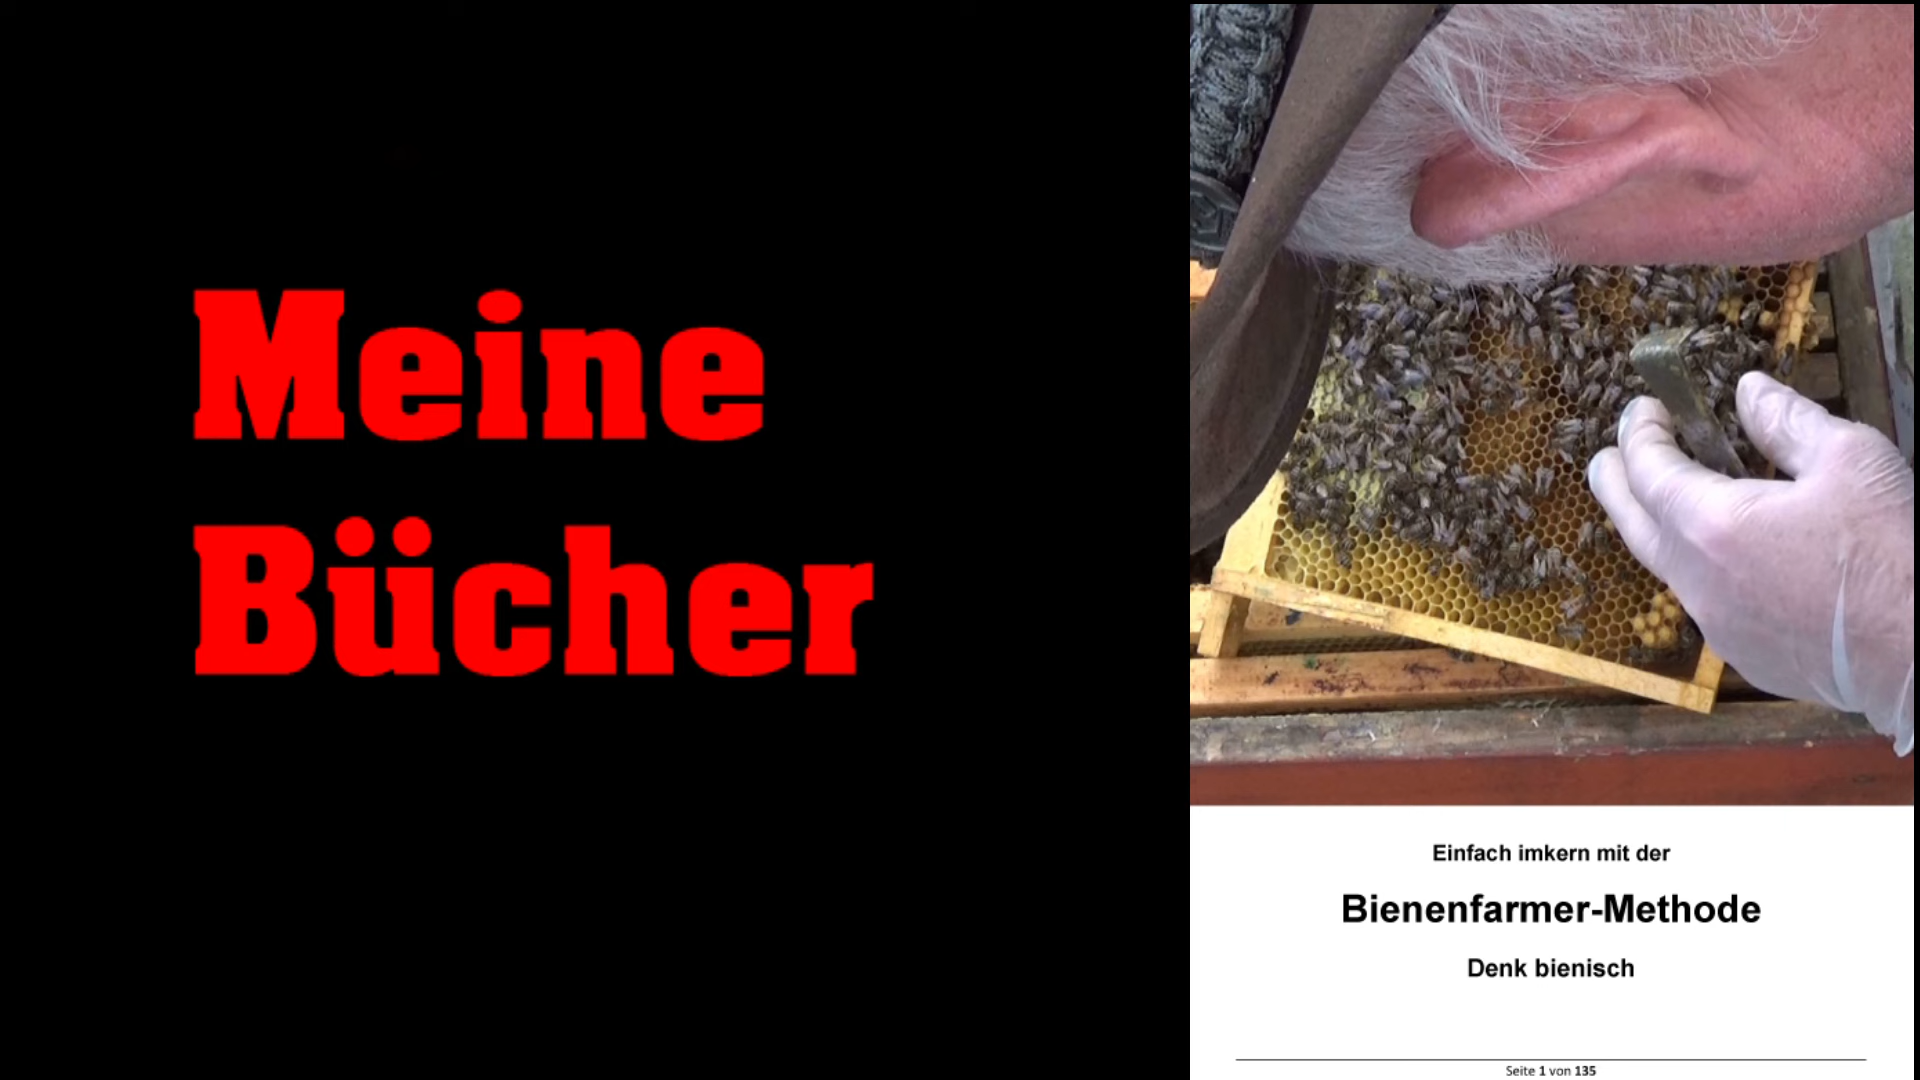 Meine
Bücher
Einfach imkern mit der
Bienenfarmer-Methode
Denk bienisch
Seite 1 von 135